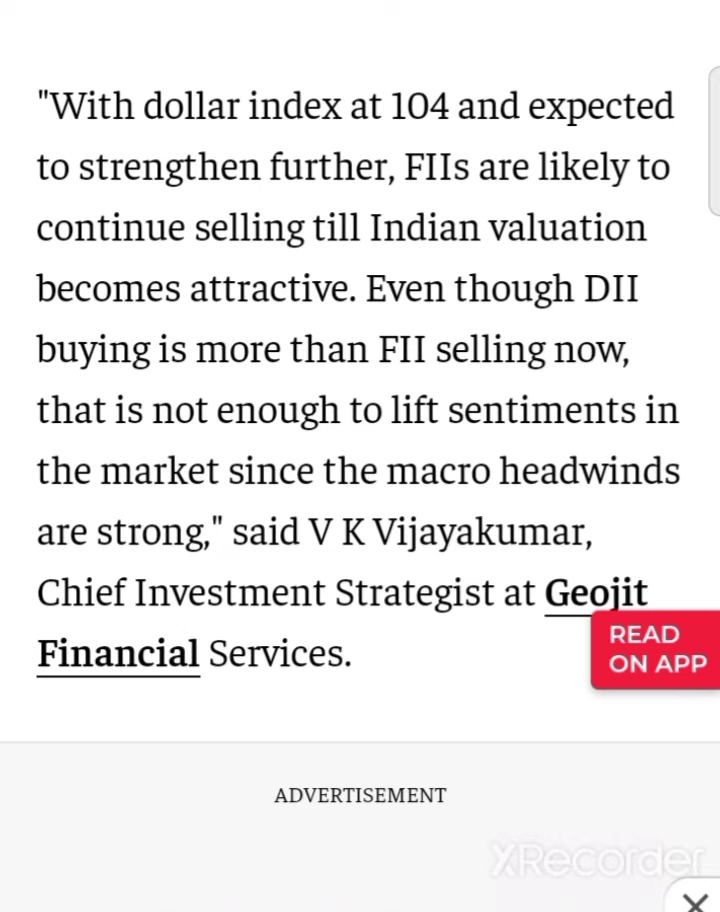 "With dollar index at 104 and expected
to strengthen further, FIIs are likely to
continue selling till Indian valuation
becomes attractive. Even though DII
buying is more than FII selling now,
that is not enough to lift sentiments in
the market since the macro headwinds
are strong," said V K Vijayakumar,
Chief Investment Strategist at Geojit
Financial Services.
READ
ON APP
ADVERTISEMENT
XRecorder